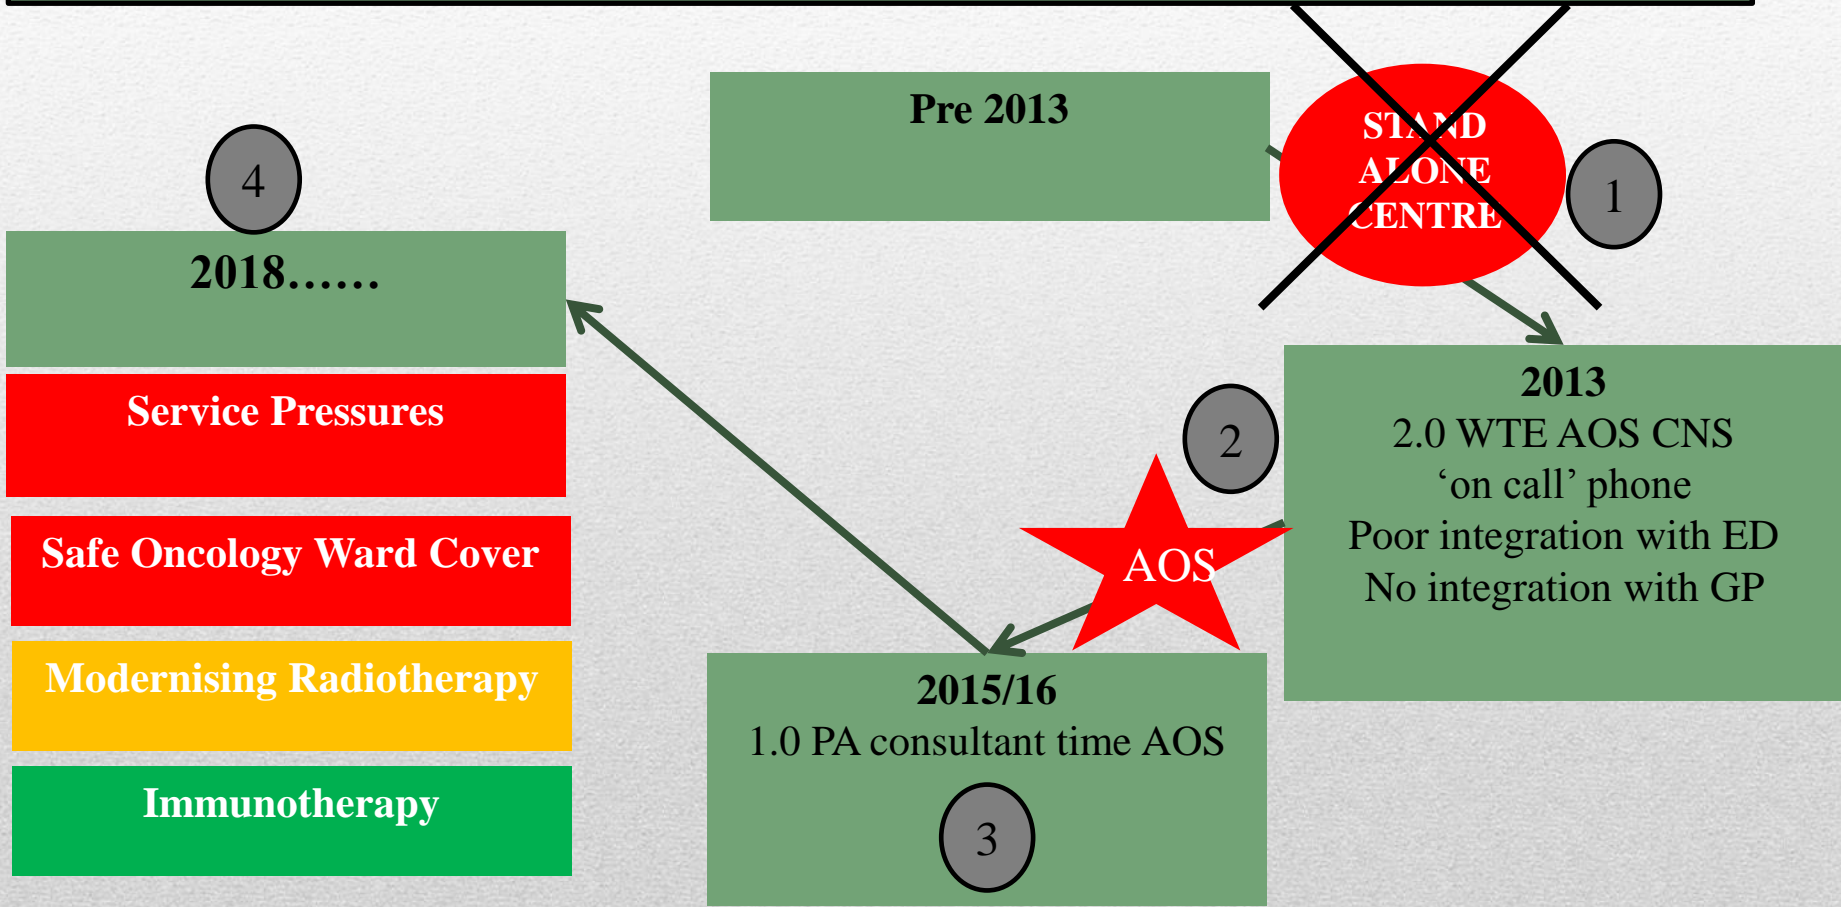 Pre 2013
STAND
ALONE
CENTRE
1
2013
2.0 WTE AOS CNS
‘on call’ phone
Poor integration with ED
No integration with GP
2
AOS
2015/16
1.0 PA consultant time AOS
3
4
2018......
Service Pressures
Safe Oncology Ward Cover
Modernising Radiotherapy
Immunotherapy